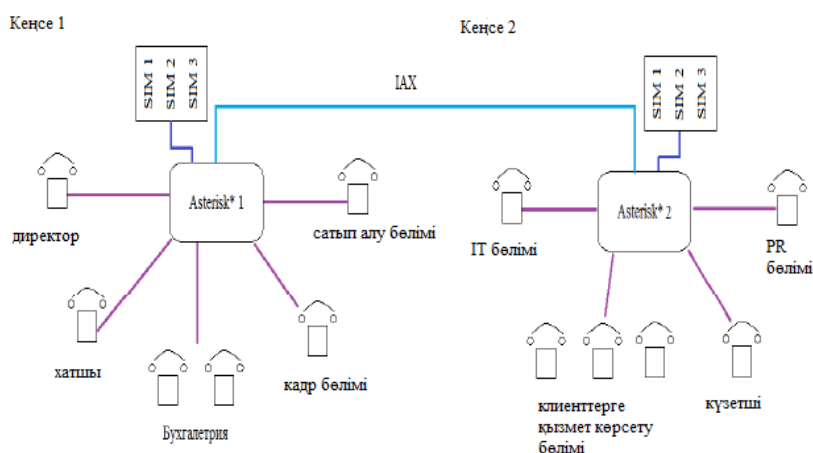 Кеңсе 1
SIM 1
SIM 2
SIM 3
IAX
Asterisk* 1
директор
сатып алу бөлімі
хатшы
Бухгалетрия
кадр бөлімі
Кеңсе 2
SIM 1
SIM 2
SIM 3
Asterisk* 2
IT бөлімі
PR
бөлімі
клиенттерге
қызмет көрсету
бөлімі
күзетші